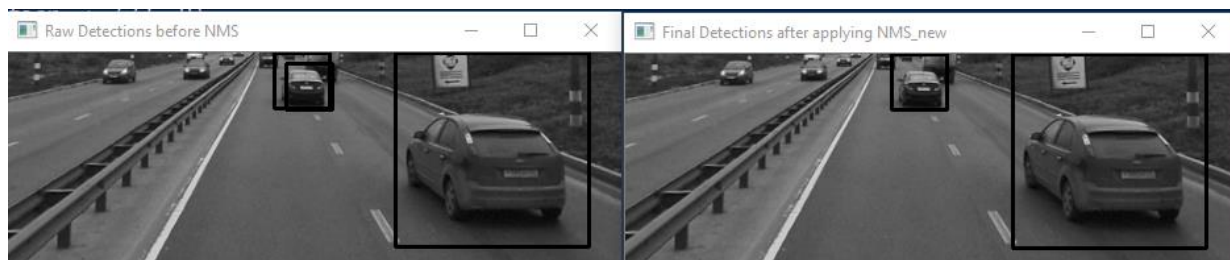 Raw Detections before NMS
Final Detections after applying NMS_new